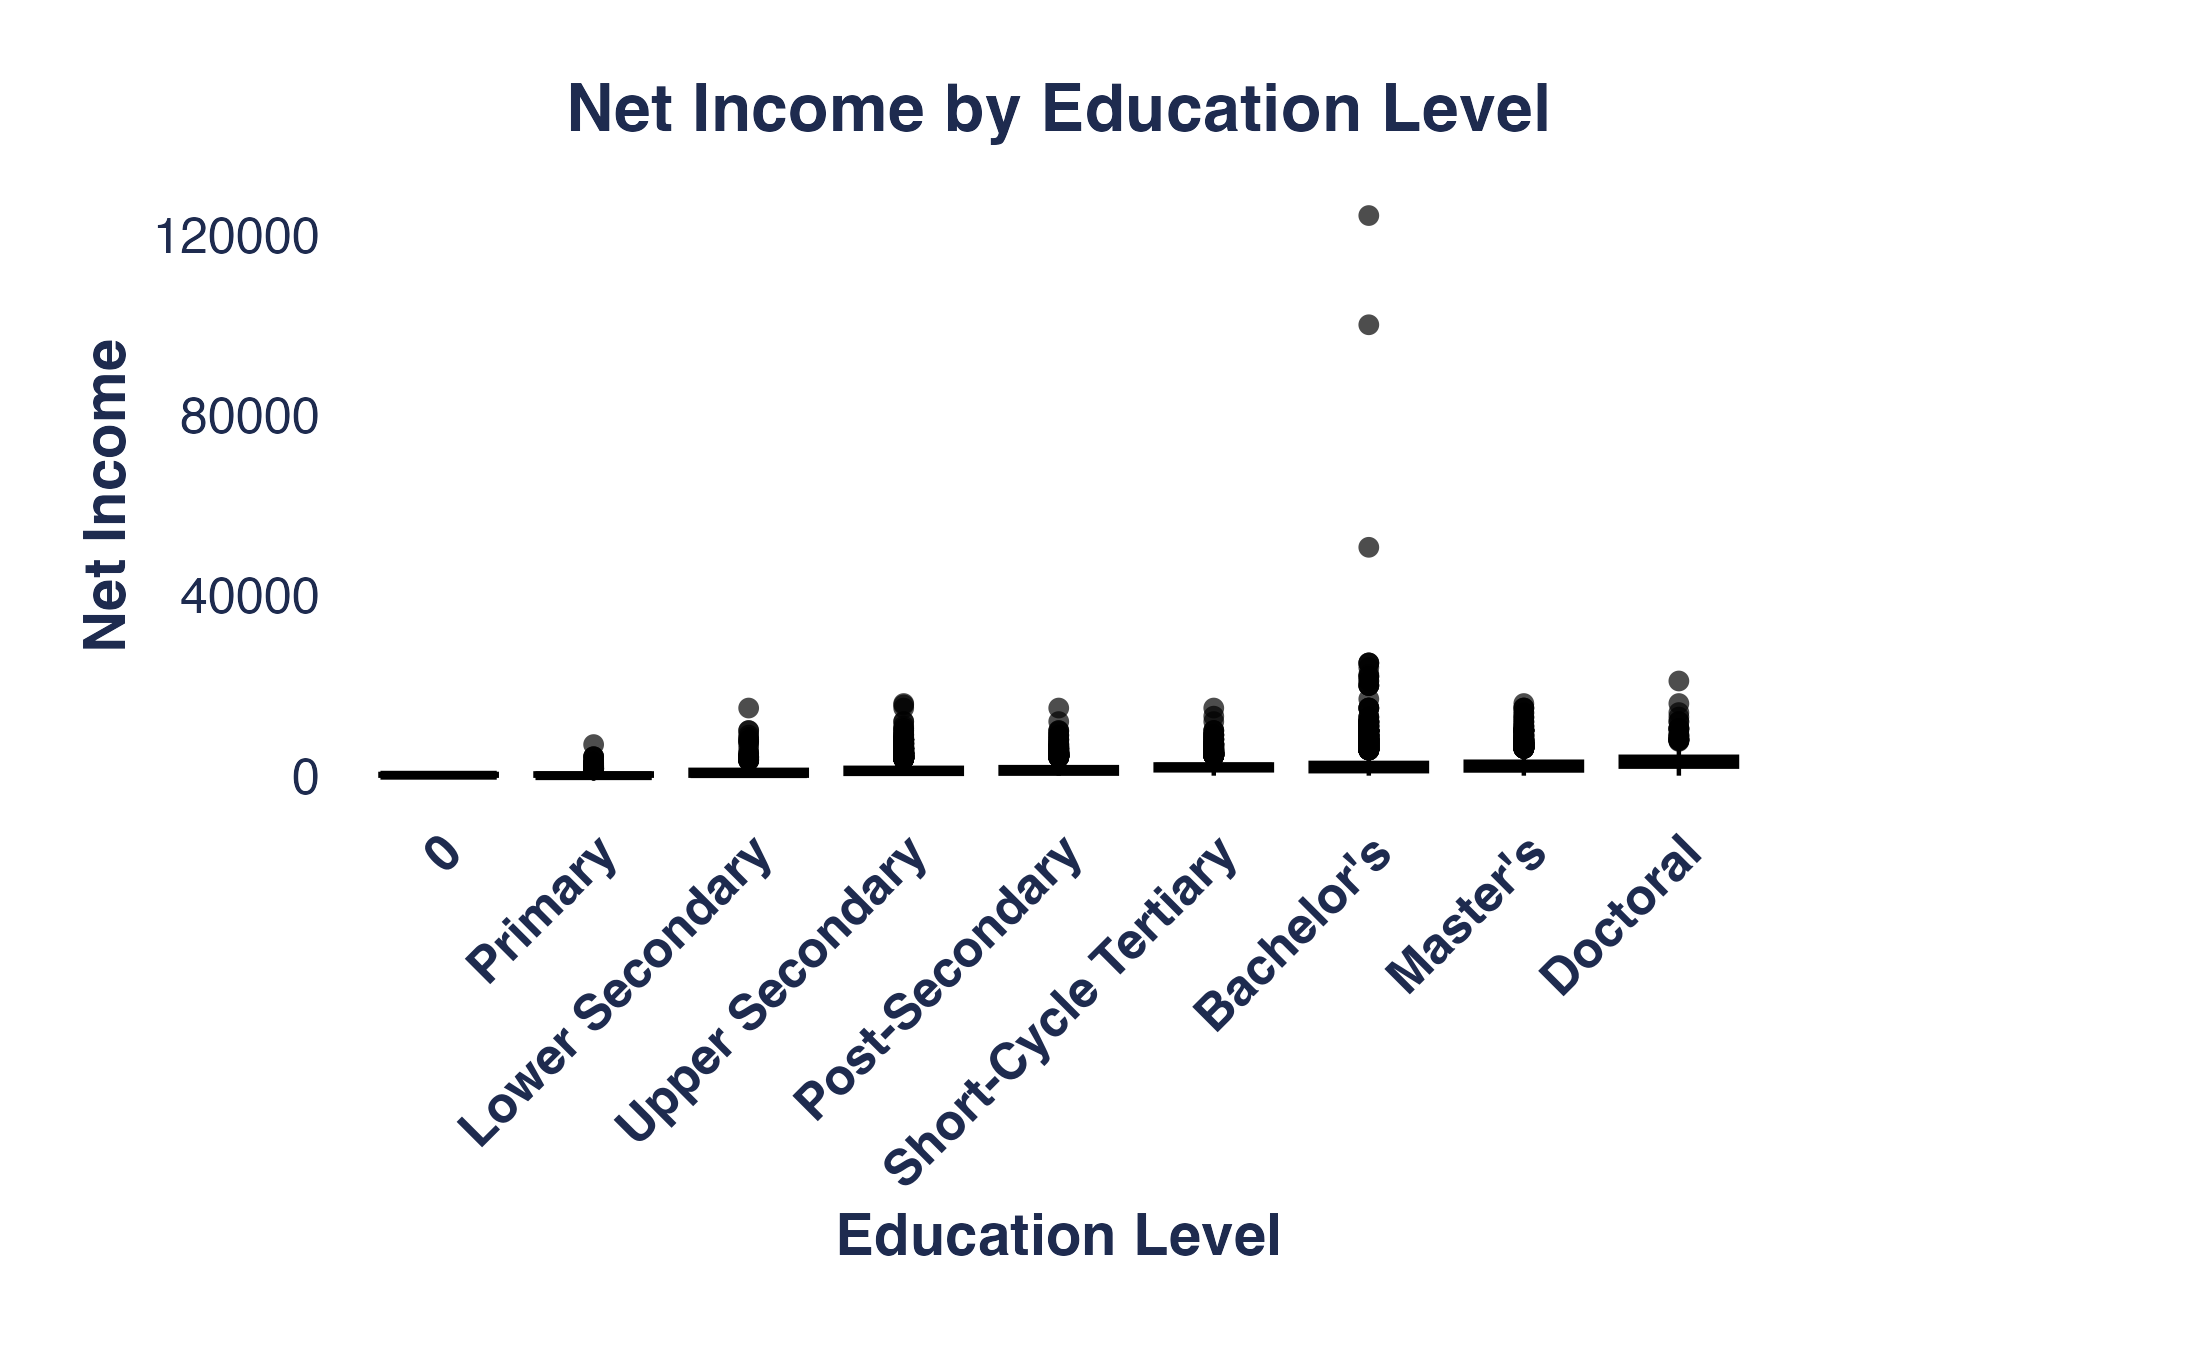 Net Income by Education Level
Net Income
120000
80000
40000
0
0
Primary
Lower Secondary
Upper Secondary
Post-Secondary
Short-Cycle Tertiary
Bachelor's
Master's
Doctoral
Education Level